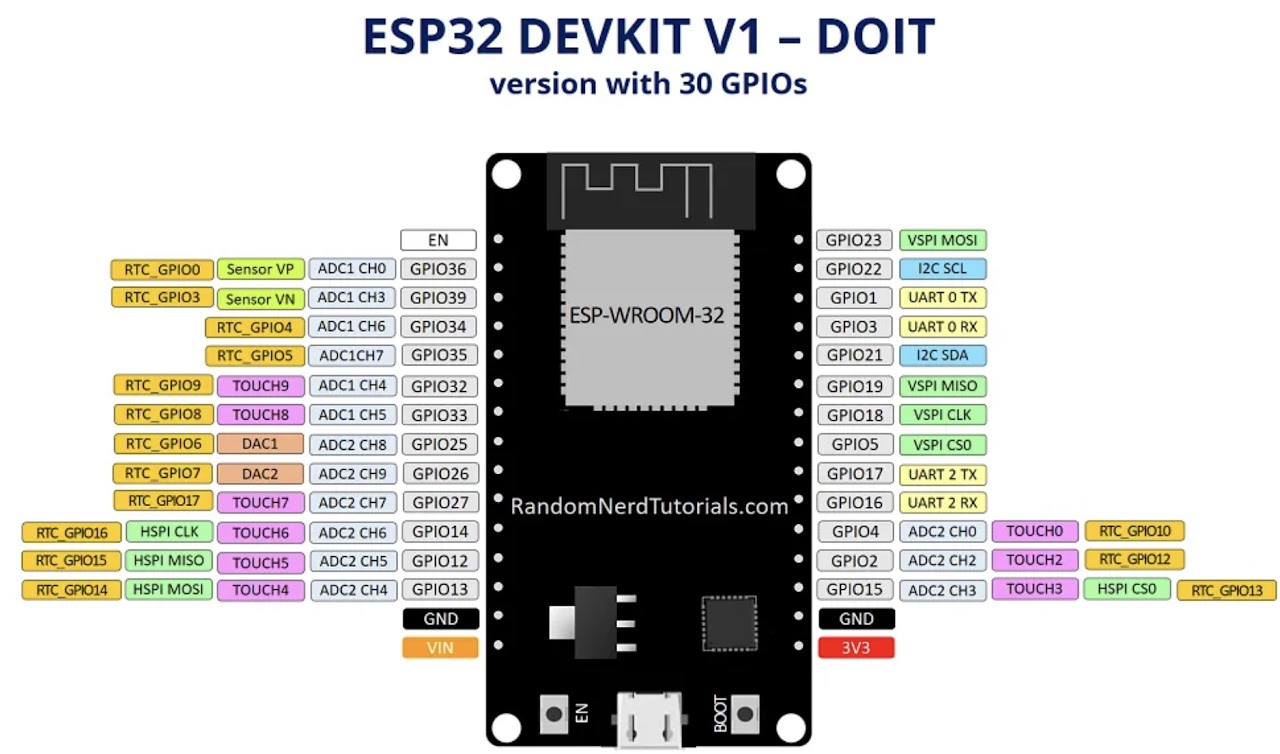 ESP32 DEVKIT V1 – DOIT
version with 30 GPIOs
EN GPIO23 VSPI MOSI
RTC_GPIO0 Sensor VP ADC1 CH0 GPIO36 GPIO22 I2C SCL
RTC_GPIO3 Sensor VN ADC1 CH3 GPIO39 GPIO1 UART 0 TX
RTC_GPIO4 ADC1 CH6 GPIO34 ESP-WROOM-32 GPIO3 UART 0 RX
RTC_GPIO5 ADC1CH7 GPIO35 GPIO21 I2C SDA
RTC_GPIO9 TOUCH9 ADC1 CH4 GPIO32 GPIO19 VSPI MISO
RTC_GPIO8 TOUCH8 ADC1 CH5 GPIO33 GPIO18 VSPI CLK
RTC_GPIO6 DAC1 ADC2 CH8 GPIO25 GPIO5 VSPI CS0
RTC_GPIO7 DAC2 ADC2 CH9 GPIO26 GPIO17 UART 2 TX
RTC_GPIO17 TOUCH7 ADC2 CH7 GPIO27 RandomNerdTutorials.com GPIO16 UART 2 RX
RTC_GPIO16 HSPI CLK TOUCH6 ADC2 CH6 GPIO14 GPIO4 ADC2 CH0 TOUCH0 RTC_GPIO10
RTC_GPIO15 HSPI MISO TOUCH5 ADC2 CH5 GPIO12 GPIO2 ADC2 CH2 TOUCH2 RTC_GPIO12
RTC_GPIO14 HSPI MOSI TOUCH4 ADC2 CH4 GPIO13 GPIO15 ADC2 CH3 TOUCH3 HSPI CS0 RTC_GPIO13
GND GND
VIN 3V3
EN BOOT